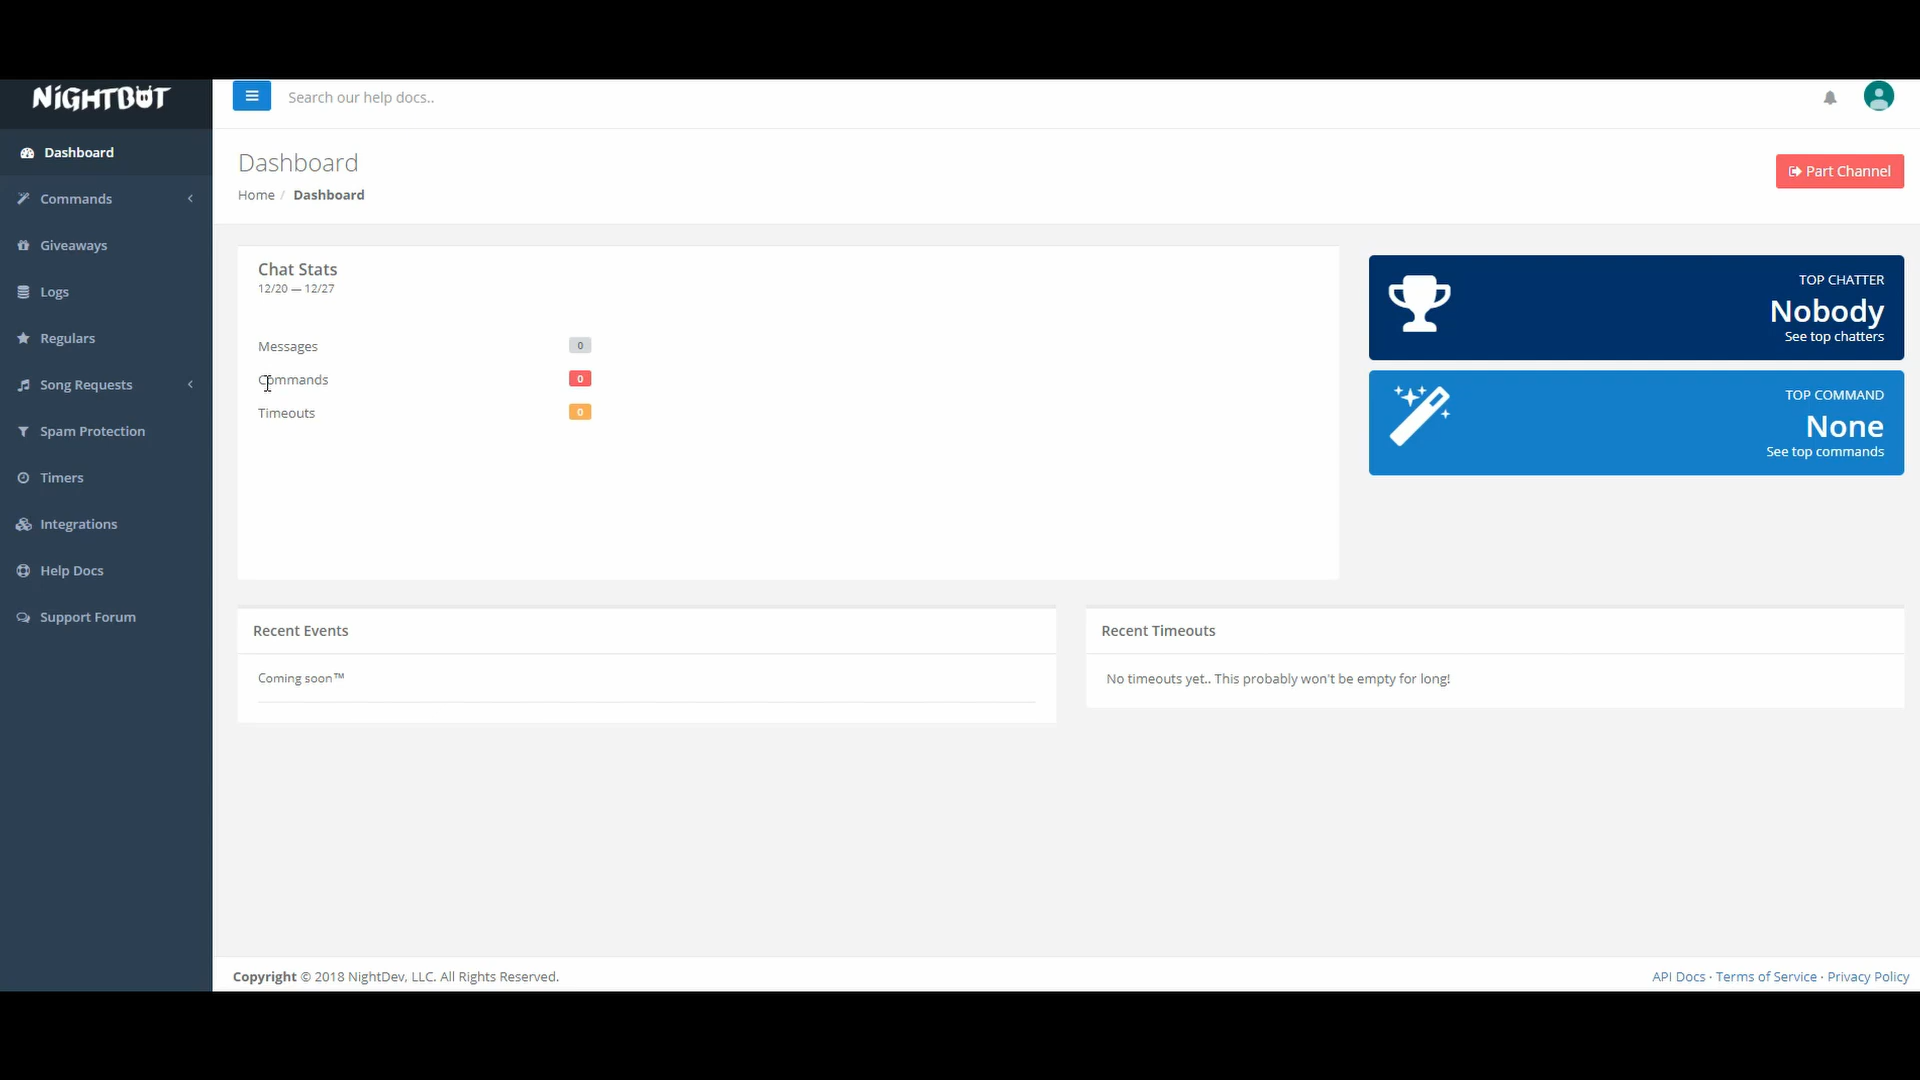 NiGHTBOT
Search our help docs..
Dashboard
Commands
Giveaways
Logs
Regulars
Song Requests
Spam Protection
Timers
Integrations
Help Docs
Support Forum
Dashboard
Home / Dashboard
Part Channel
Chat Stats
12/20 — 12/27
Messages 0
Commands 0
Timeouts 0
TOP CHATTER
Nobody
See top chatters
TOP COMMAND
None
See top commands
Recent Events
Coming soon™
Recent Timeouts
No timeouts yet.. This probably won't be empty for long!
Copyright © 2018 NightDev, LLC. All Rights Reserved.
API Docs · Terms of Service · Privacy Policy